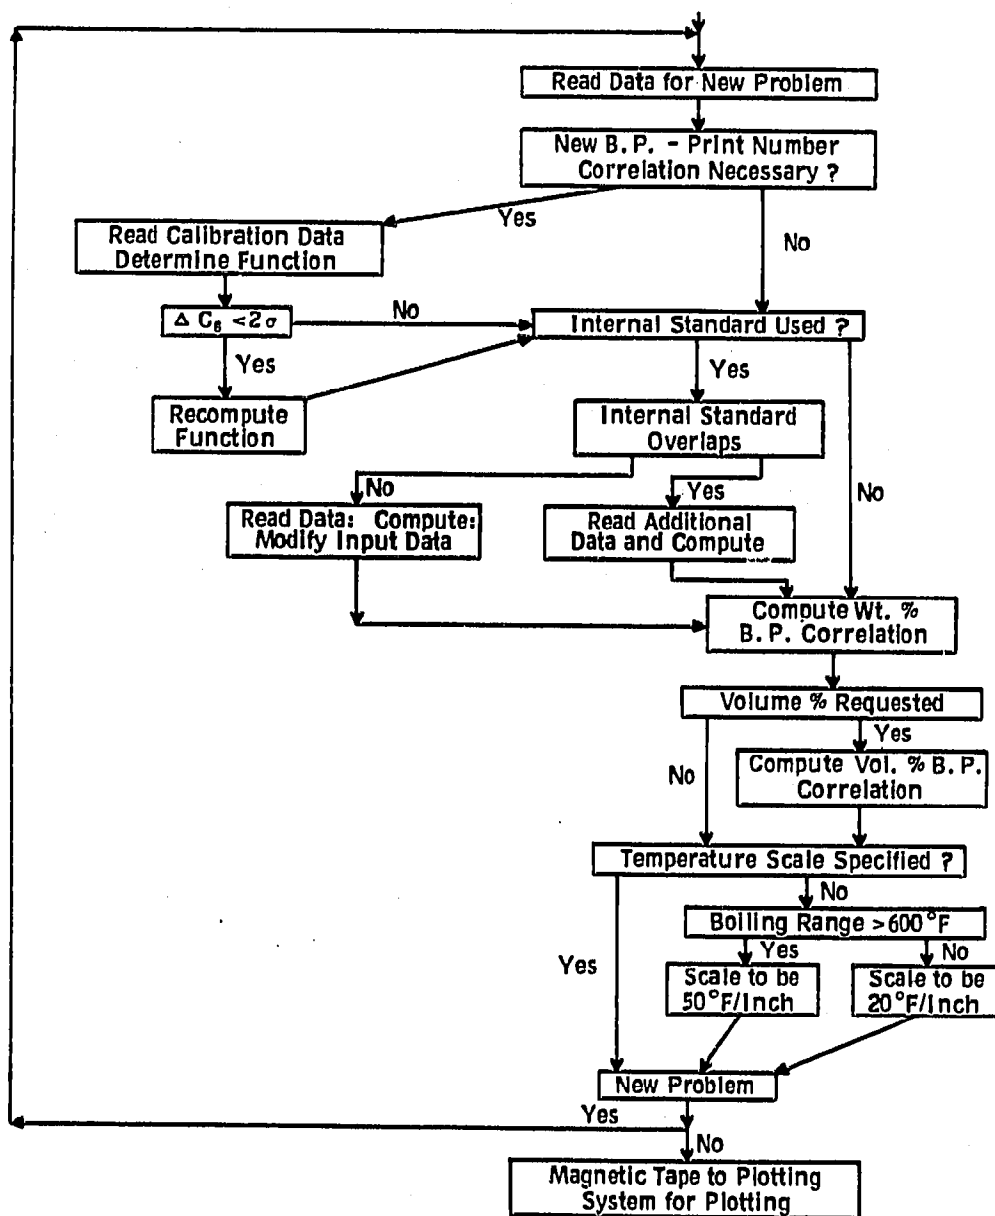 Read Data for New Problem
New B.P. - Print Number
Correlation Necessary ?
Yes
No
Read Calibration Data
Determine Function
Δ C₆ <2σ
No
Internal Standard Used ?
Yes
Yes
Recompute
Function
Internal Standard
Overlaps
No
Yes
No
Read Data: Compute:
Modify Input Data
Read Additional
Data and Compute
Compute Wt. %
B.P. Correlation
Volume % Requested
Yes
No
Compute Vol. % B.P.
Correlation
Temperature Scale Specified ?
No
Boiling Range >600°F
Yes
Yes
No
Scale to be
50°F/Inch
Scale to be
20°F/Inch
New Problem
Yes
No
Magnetic Tape to Plotting
System for Plotting